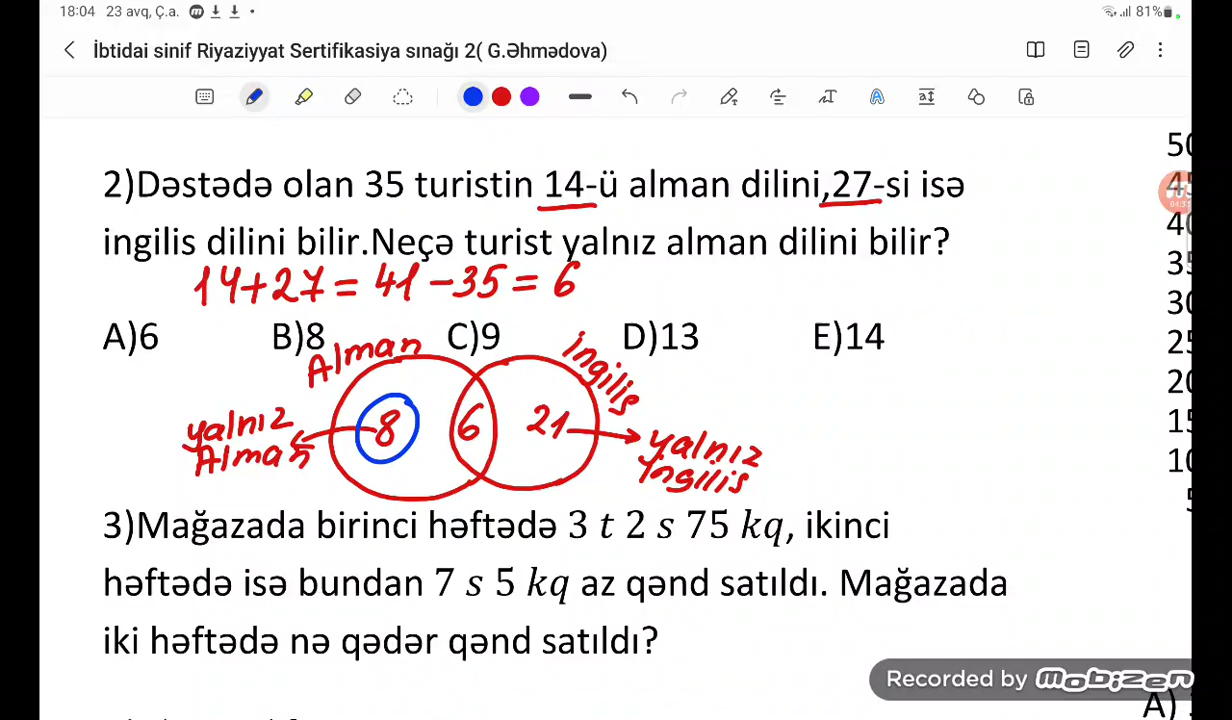 18:04 23 avq, Ç.a. 81%
İbtidai sinif Riyaziyyat Sertifikasiya sınağı 2( G.Əhmədova)
2)Dəstədə olan 35 turistin 14-ü alman dilini,27-si isə
ingilis dilini bilir.Neçə turist yalnız alman dilini bilir?
14+27=41-35=6
A)6 B)8 C)9 D)13 E)14
Alman ingilis
yalnız Alman
8 6 21
yalnız ingilis
3)Mağazada birinci həftədə 3 t 2 s 75 kq, ikinci
həftədə isə bundan 7 s 5 kq az qənd satıldı. Mağazada
iki həftədə nə qədər qənd satıldı?
Recorded by mobizen
A)